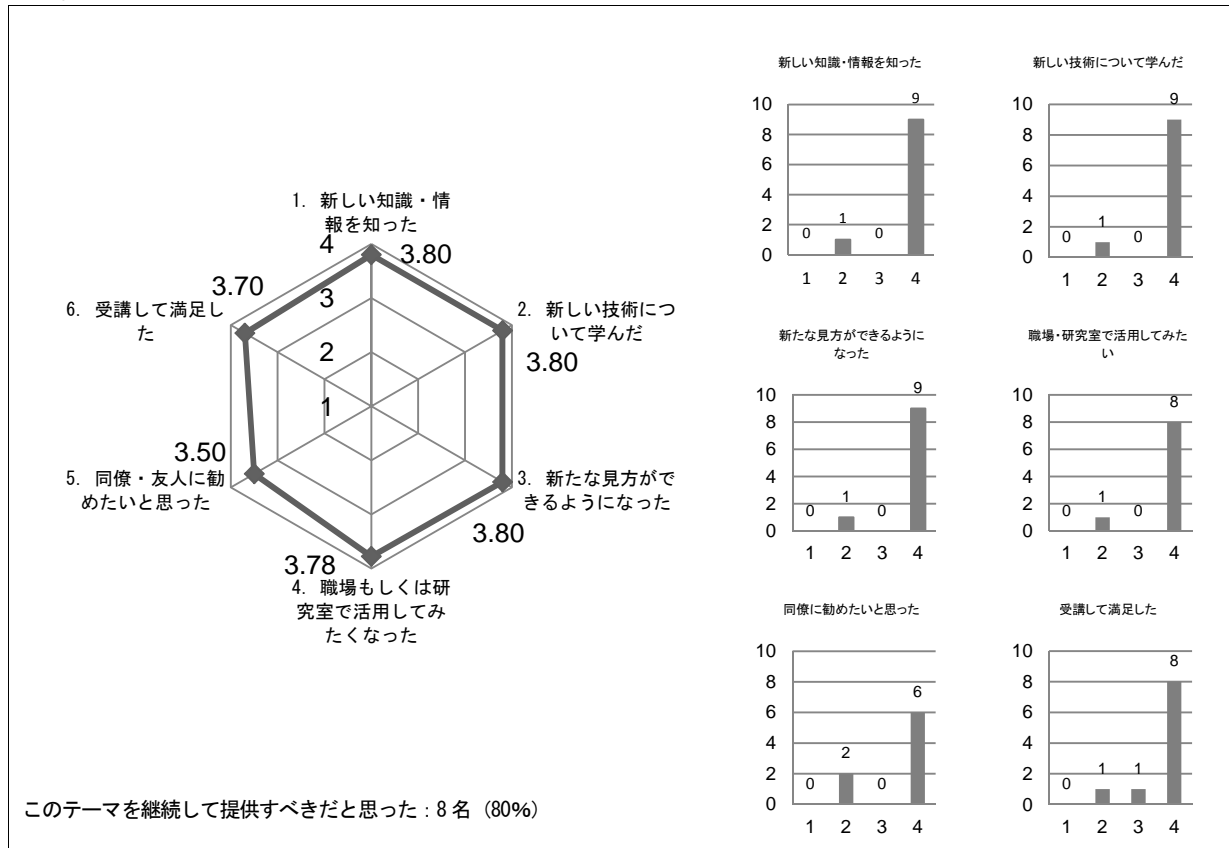 1. 新しい知識・情
報を知った
4
3.80
3.70
6. 受講して満足し
た
3
2. 新しい技術につ
いて学んだ
3.80
2
1
3.50
5. 同僚・友人に勧
めたいと思った
3. 新たな見方がで
きるようになった
3.80
3.78
4. 職場もしくは研
究室で活用してみ
たくなった
このテーマを継続して提供すべきだと思った：8 名（80%）
新しい知識・情報を知った
10
8
6
4
2
0
0
1
0
9
1 2 3 4
新しい技術について学んだ
10
8
6
4
2
0
0
1
0
9
1 2 3 4
新たな見方ができるように
なった
10
8
6
4
2
0
0
1
0
9
1 2 3 4
職場・研究室で活用してみた
い
10
8
6
4
2
0
0
1
0
8
1 2 3 4
同僚に勧めたいと思った
10
8
6
4
2
0
0
2
0
6
1 2 3 4
受講して満足した
10
8
6
4
2
0
0
1
1
8
1 2 3 4